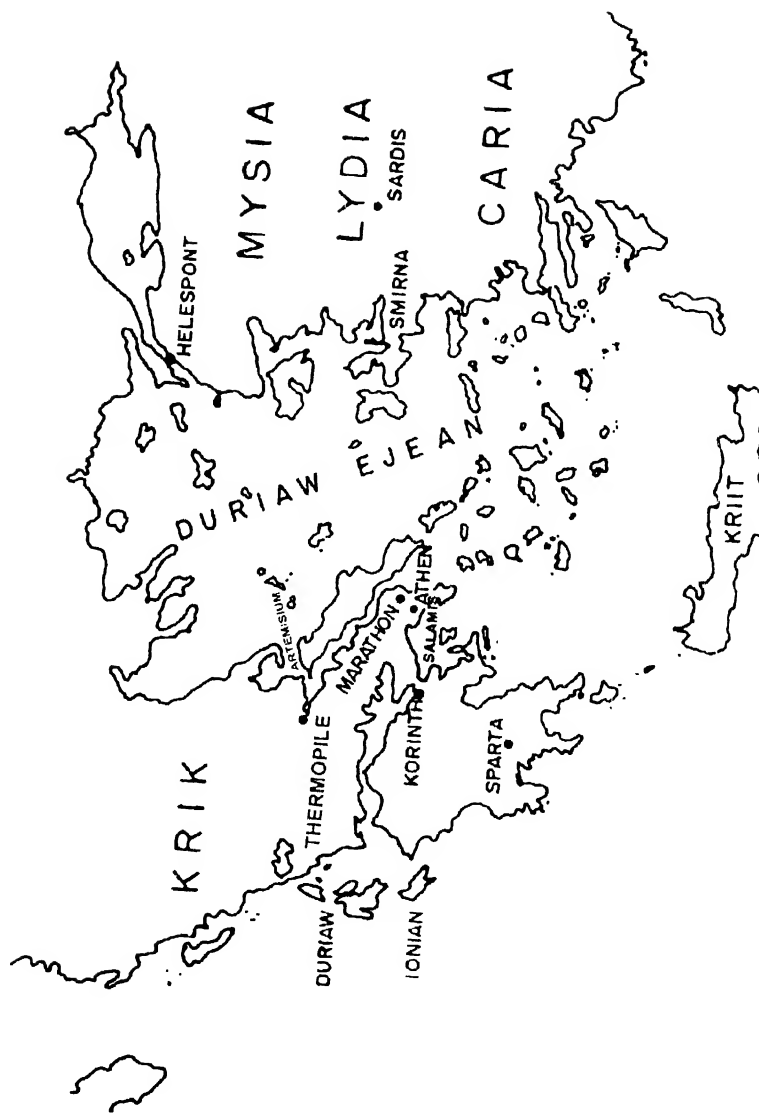 KRIK
MYSIA
LYDIA
SARDIS
CARIA
HELESPONT
SMIRNA
DURIAW EJEAN
ARTEMISIUM
THERMOPILE
MARATHON
ATHEN
SALAMIS
KORINTH
SPARTA
DURIAW
IONIAN
KRIIT